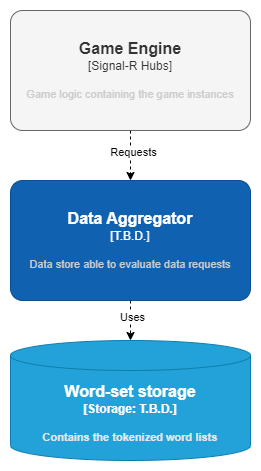 Game Engine
[Signal-R Hubs]
Game logic containing the game instances
Requests
Data Aggregator
[T.B.D.]
Data store able to evaluate data requests
Uses
Word-set storage
[Storage: T.B.D.]
Contains the tokenized word lists